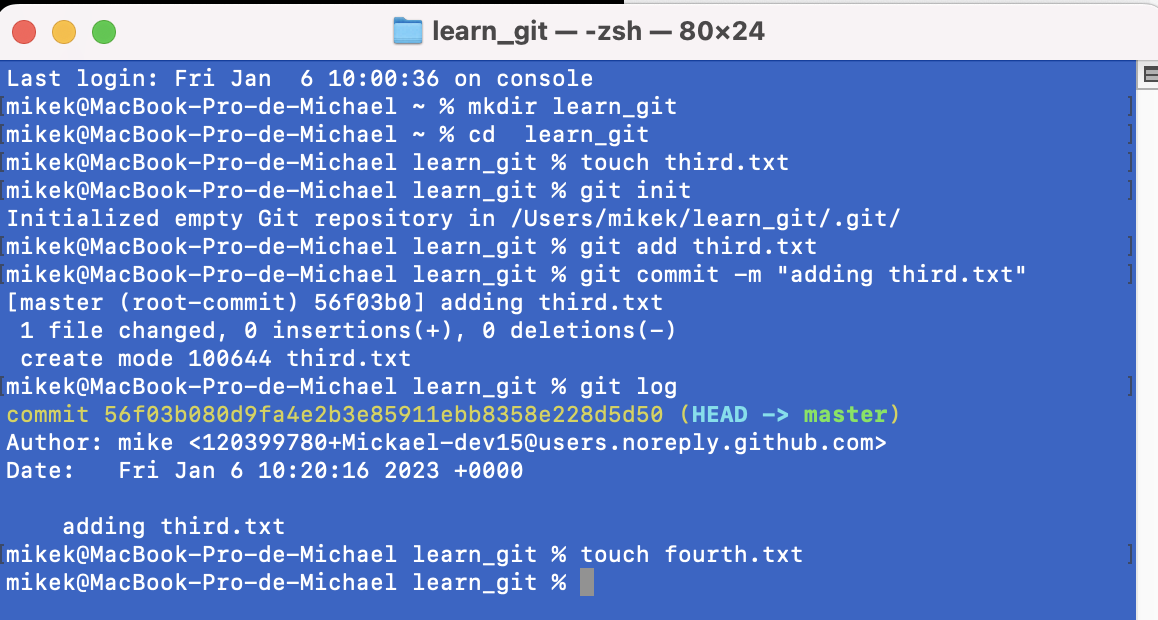 learn_git — -zsh — 80×24
Last login: Fri Jan  6 10:00:36 on console
[mikek@MacBook-Pro-de-Michael ~ % mkdir learn_git ]
[mikek@MacBook-Pro-de-Michael ~ % cd  learn_git ]
[mikek@MacBook-Pro-de-Michael learn_git % touch third.txt ]
[mikek@MacBook-Pro-de-Michael learn_git % git init ]
Initialized empty Git repository in /Users/mikek/learn_git/.git/
[mikek@MacBook-Pro-de-Michael learn_git % git add third.txt ]
[mikek@MacBook-Pro-de-Michael learn_git % git commit -m "adding third.txt" ]
[master (root-commit) 56f03b0] adding third.txt
 1 file changed, 0 insertions(+), 0 deletions(-)
 create mode 100644 third.txt
[mikek@MacBook-Pro-de-Michael learn_git % git log ]
commit 56f03b080d9fa4e2b3e85911ebb8358e228d5d50 (HEAD -> master)
Author: mike <120399780+Mickael-dev15@users.noreply.github.com>
Date:   Fri Jan 6 10:20:16 2023 +0000

    adding third.txt
[mikek@MacBook-Pro-de-Michael learn_git % touch fourth.txt ]
mikek@MacBook-Pro-de-Michael learn_git %